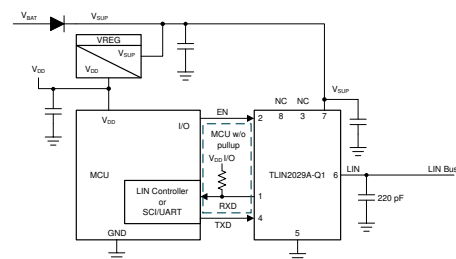 VBAT
VSUP
VREG
VSUP
VDD
VDD
VSUP
NC NC
8 3 7
VDD
I/O
EN
2
MCU w/o
pullup
VDD I/O
MCU
TLIN2029A-Q1
6
LIN
LIN Bus
LIN Controller
or
SCI/UART
1
RXD
220 pF
4
TXD
GND
5